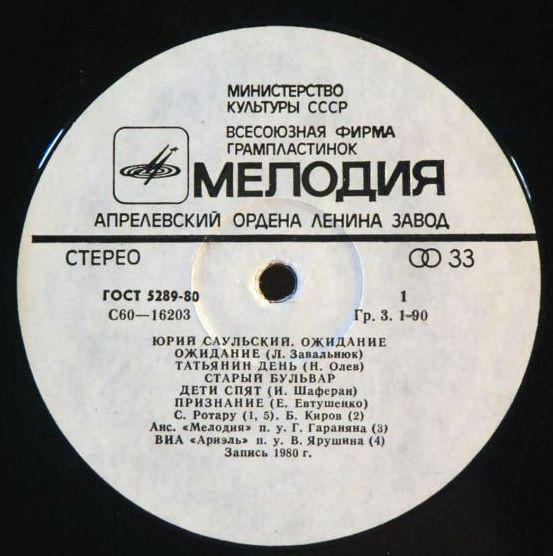 МИНИСТЕРСТВО
КУЛЬТУРЫ СССР
ВСЕСОЮЗНАЯ ФИРМА
ГРАМПЛАСТИНОК
МЕЛОДИЯ
АПРЕЛЕВСКИЙ ОРДЕНА ЛЕНИНА ЗАВОД
СТЕРЕО 33
ГОСТ 5289-80 1
С60—16203 Гр. 3. 1-90
ЮРИЙ САУЛЬСКИЙ. ОЖИДАНИЕ
ОЖИДАНИЕ (Л. Завальнюк)
ТАТЬЯНИН ДЕНЬ (Н. Олев)
СТАРЫЙ БУЛЬВАР
ДЕТИ СПЯТ (И. Шаферан)
ПРИЗНАНИЕ (Е. Евтушенко)
С. Ротару (1, 5). Б. Киров (2)
Анс. «Мелодия» п. у. Г. Гараняна (3)
ВИА «Ариэль» п. у. В. Ярушина (4)
Запись 1980 г.